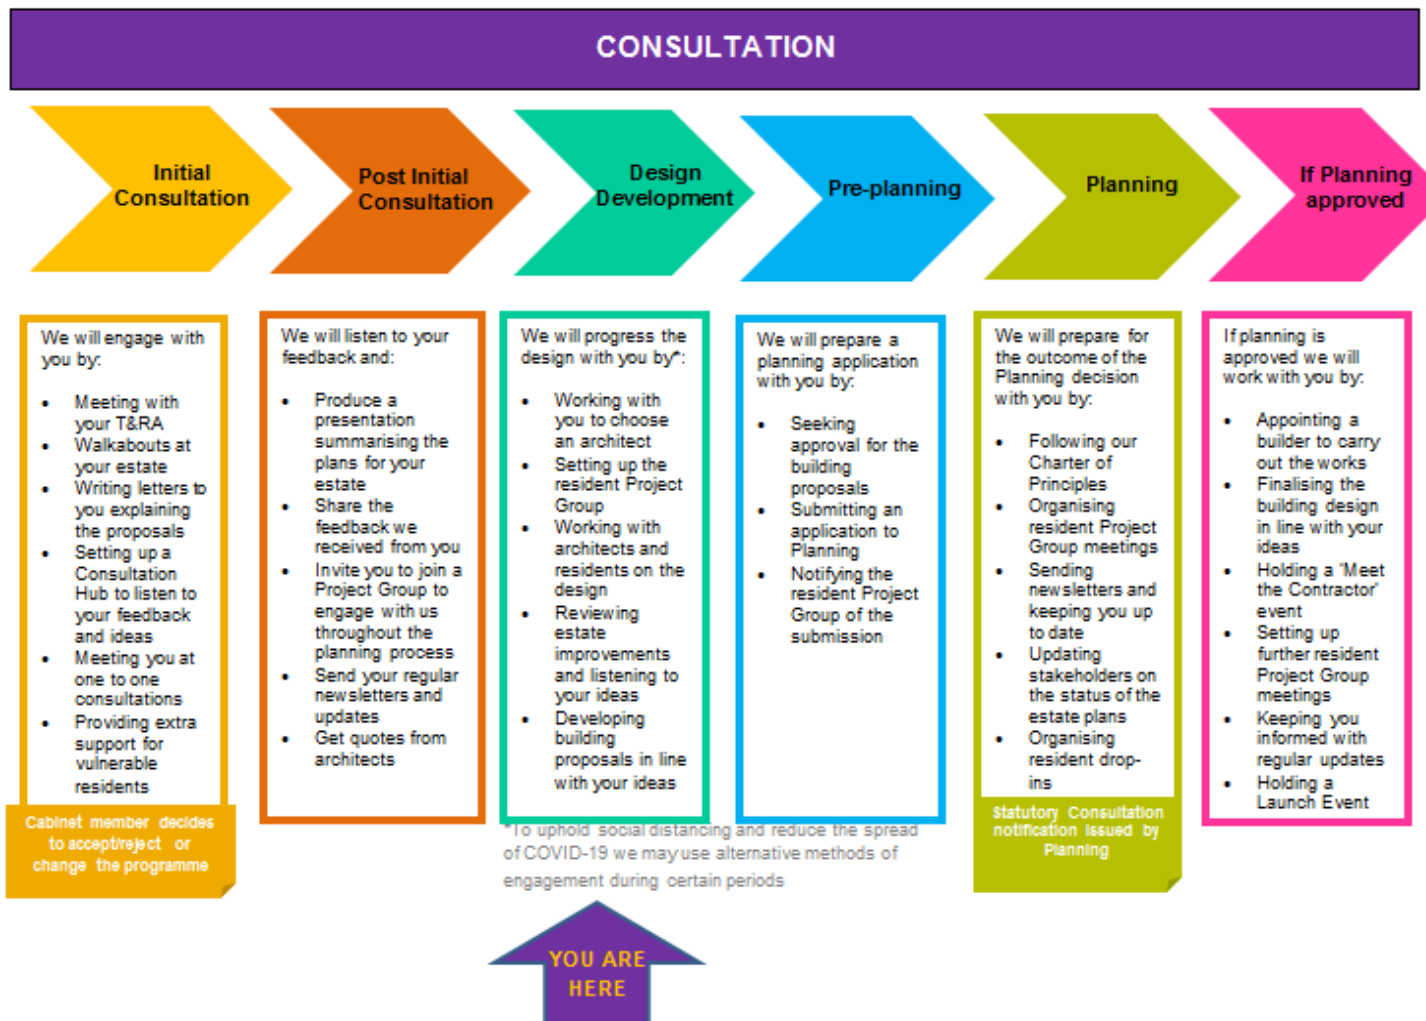 CONSULTATION
Initial
Consultation
Post Initial
Consultation
Design
Development
Pre-planning
Planning
If Planning
approved
We will engage with
you by:
• Meeting with
your T&RA
• Walkabouts at
your estate
• Writing letters to
you explaining
the proposals
• Setting up a
Consultation
Hub to listen to
your feedback
and ideas
• Meeting you at
one to one
consultations
• Providing extra
support for
vulnerable
residents
Cabinet member decides
to accept/reject or
change the programme
We will listen to your
feedback and:
• Produce a
presentation
summarising the
plans for your
estate
• Share the
feedback we
received from you
• Invite you to join a
Project Group to
engage with us
throughout the
planning process
• Send your regular
newsletters and
updates
• Get quotes from
architects
We will progress the
design with you by*:
• Working with
you to choose
an architect
• Setting up the
resident Project
Group
• Working with
architects and
residents on the
design
• Reviewing
estate
improvements
and listening to
your ideas
• Developing
building
proposals in line
with your ideas
*To uphold social distancing and reduce the spread
of COVID-19 we may use alternative methods of
engagement during certain periods
We will prepare a
planning application
with you by:
• Seeking
approval for the
building
proposals
• Submitting an
application to
Planning
• Notifying the
resident Project
Group of the
submission
We will prepare for
the outcome of the
Planning decision
with you by:
• Following our
Charter of
Principles
• Organising
resident Project
Group meetings
• Sending
newsletters and
keeping you up
to date
• Updating
stakeholders on
the status of the
estate plans
• Organising
resident drop-
ins
Statutory Consultation
notification issued by
Planning
If planning is
approved we will
work with you by:
• Appointing a
builder to carry
out the works
• Finalising the
building design
in line with your
ideas
• Holding a 'Meet
the Contractor'
event
• Setting up
further resident
Project Group
meetings
• Keeping you
informed with
regular updates
• Holding a
Launch Event
YOU ARE
HERE